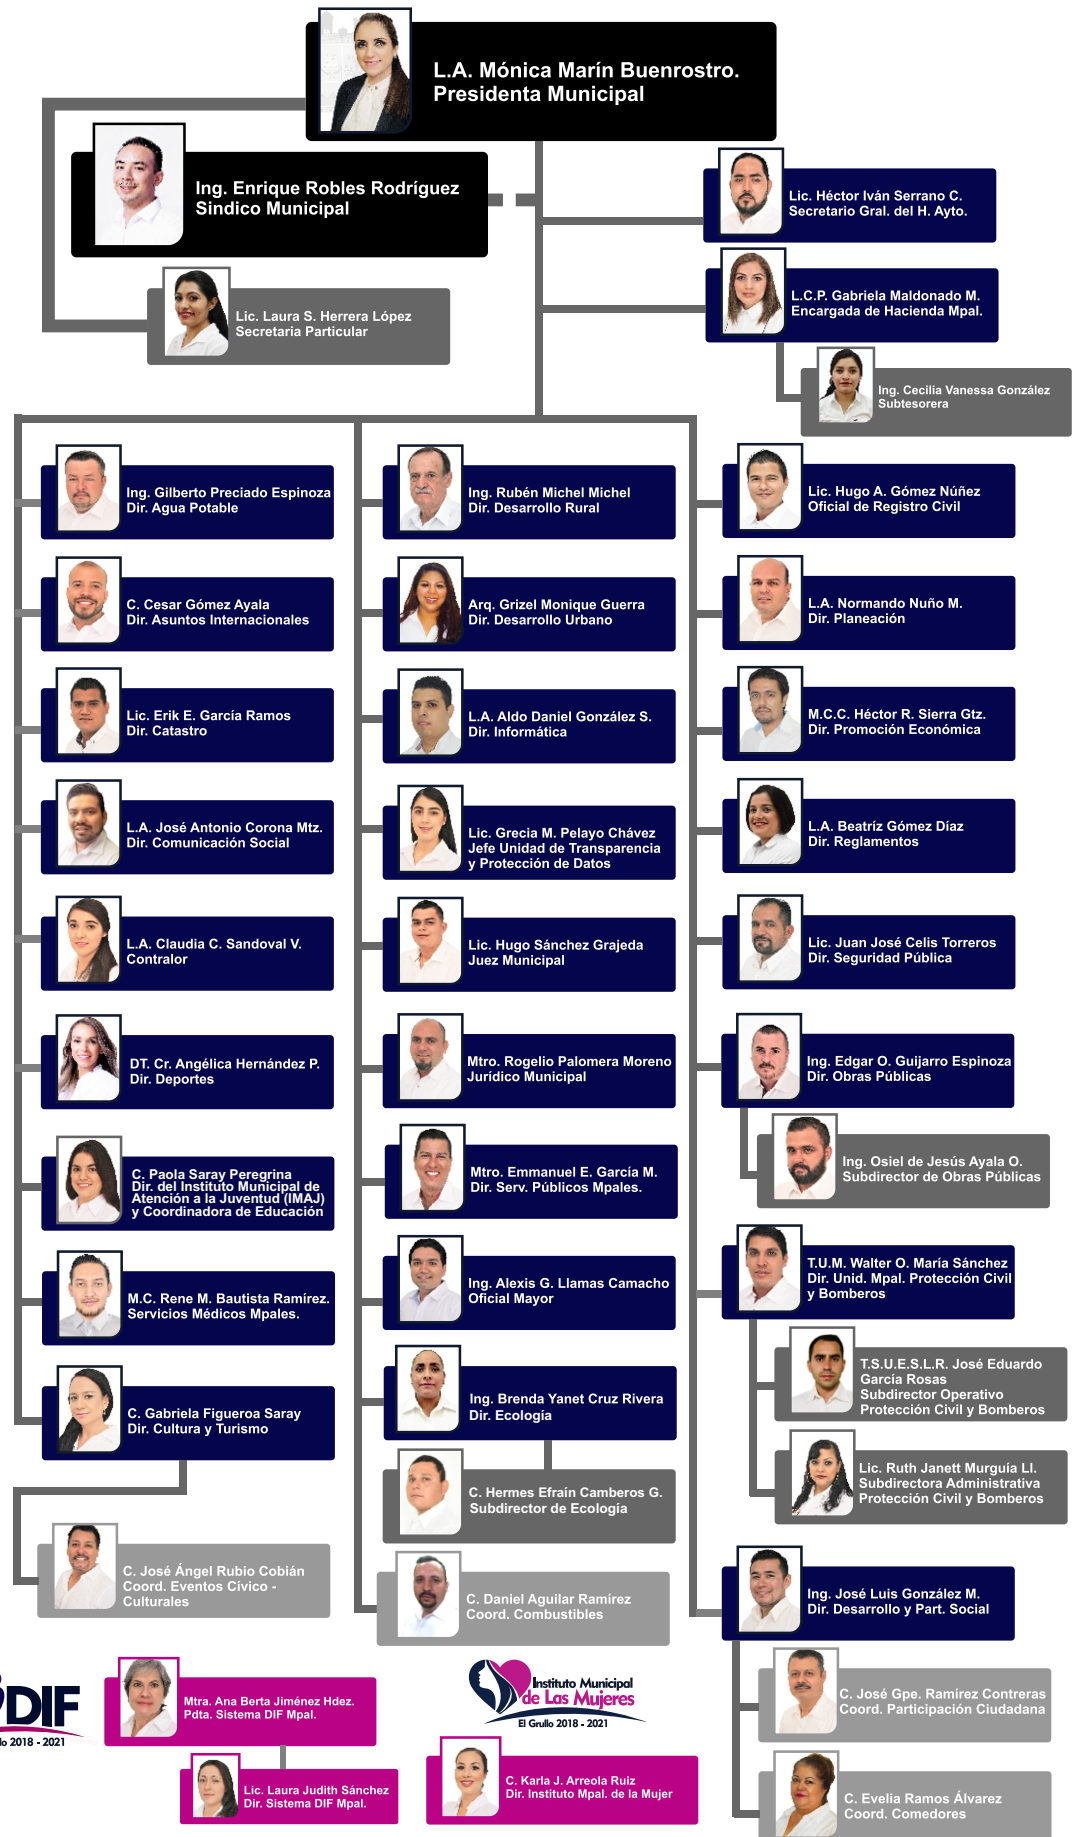 L.A. Mónica Marín Buenrostro.
Presidenta Municipal
Ing. Enrique Robles Rodríguez
Sindico Municipal
Lic. Héctor Iván Serrano C.
Secretario Gral. del H. Ayto.
Lic. Laura S. Herrera López
Secretaria Particular
L.C.P. Gabriela Maldonado M.
Encargada de Hacienda Mpal.
Ing. Cecilia Vanessa González
Subtesorera
Ing. Gilberto Preciado Espinoza
Dir. Agua Potable
C. Cesar Gómez Ayala
Dir. Asuntos Internacionales
Lic. Erik E. García Ramos
Dir. Catastro
L.A. José Antonio Corona Mtz.
Dir. Comunicación Social
L.A. Claudia C. Sandoval V.
Contralor
DT. Cr. Angélica Hernández P.
Dir. Deportes
C. Paola Saray Peregrina
Dir. del Instituto Municipal de
Atención a la Juventud (IMAJ)
y Coordinadora de Educación
M.C. Rene M. Bautista Ramírez.
Servicios Médicos Mpales.
C. Gabriela Figueroa Saray
Dir. Cultura y Turismo
C. José Ángel Rubio Cobián
Coord. Eventos Civico -
Culturales
Ing. Rubén Michel Michel
Dir. Desarrollo Rural
Arq. Grizel Monique Guerra
Dir. Desarrollo Urbano
L.A. Aldo Daniel González S.
Dir. Informática
Lic. Grecia M. Pelayo Chávez
Jefe Unidad de Transparencia
y Protección de Datos
Lic. Hugo Sánchez Grajeda
Juez Municipal
Mtro. Rogelio Palomera Moreno
Jurídico Municipal
Mtro. Emmanuel E. García M.
Dir. Serv. Públicos Mpales.
Ing. Alexis G. Llamas Camacho
Oficial Mayor
Ing. Brenda Yanet Cruz Rivera
Dir. Ecología
C. Hermes Efraín Camberos G.
Subdirector de Ecología
C. Daniel Aguilar Ramírez
Coord. Combustibles
Lic. Hugo A. Gómez Núñez
Oficial de Registro Civil
L.A. Normando Nuño M.
Dir. Planeación
M.C.C. Héctor R. Sierra Gtz.
Dir. Promoción Económica
L.A. Beatríz Gómez Díaz
Dir. Reglamentos
Lic. Juan José Celis Torreros
Dir. Seguridad Pública
Ing. Edgar O. Guijarro Espinoza
Dir. Obras Públicas
Ing. Osiel de Jesús Ayala O.
Subdirector de Obras Públicas
T.U.M. Walter O. María Sánchez
Dir. Unid. Mpal. Protección Civil
y Bomberos
T.S.U.E.S.L.R. José Eduardo
García Rosas
Subdirector Operativo
Protección Civil y Bomberos
Lic. Ruth Janett Murguía Ll.
Subdirectora Administrativa
Protección Civil y Bomberos
Ing. José Luis González M.
Dir. Desarrollo y Part. Social
C. José Gpe. Ramírez Contreras
Coord. Participación Ciudadana
C. Evelia Ramos Álvarez
Coord. Comedores
DIF
lo 2018 - 2021
Mtra. Ana Berta Jiménez Hdez.
Pdta. Sistema DIF Mpal.
Lic. Laura Judith Sánchez
Dir. Sistema DIF Mpal.
Instituto Municipal
de Las Mujeres
El Grullo 2018 - 2021
C. Karla J. Arreola Ruiz
Dir. Instituto Mpal. de la Mujer